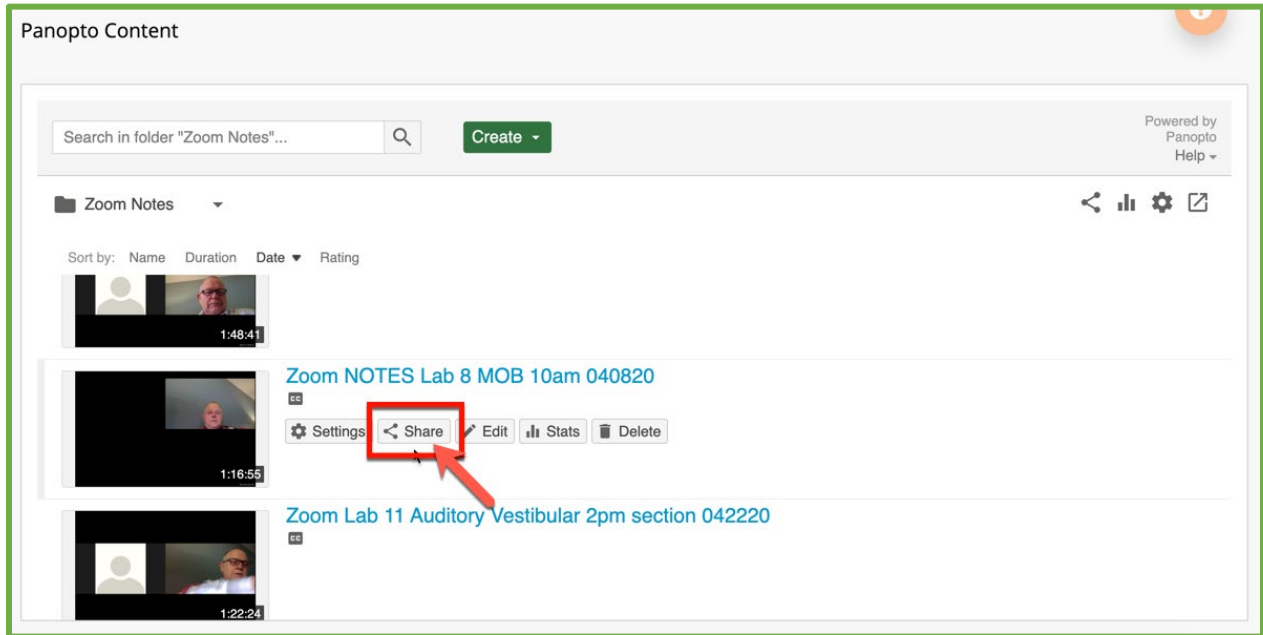 Panopto Content
Search in folder "Zoom Notes"...
Create
Powered by
Panopto
Help
Zoom Notes
Sort by: Name Duration Date Rating
1:48:41
Zoom NOTES Lab 8 MOB 10am 040820
CC
Settings Share Edit Stats Delete
1:16:55
Zoom Lab 11 Auditory Vestibular 2pm section 042220
CC
1:22:24